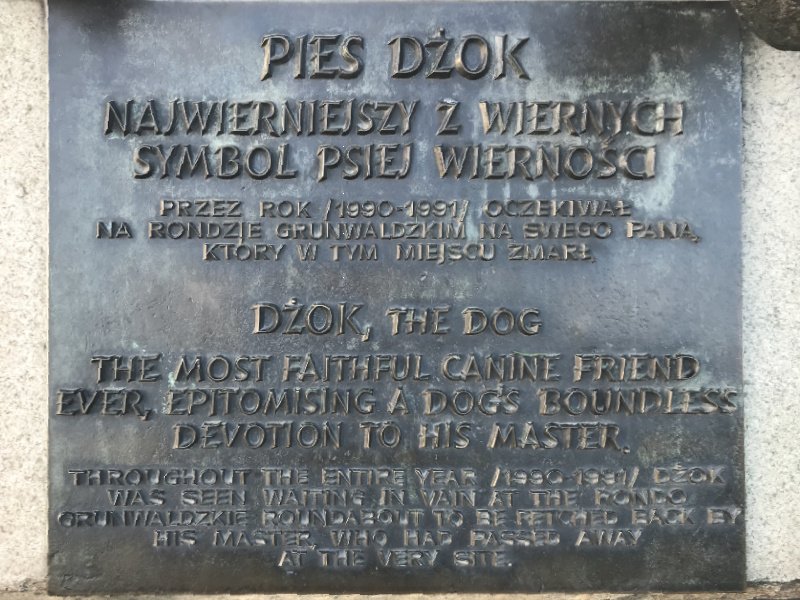 PIES DŻOK
NAJWIERNIEJSZY Z WIERNYCH
SYMBOL PSIEJ WIERNOŚCI
PRZEZ ROK /1990-1991/ OCZEKIWAŁ
NA RONDZIE GRUNWALDZKIM NA SWEGO PANA,
KTÓRY W TYM MIEJSCU ZMARŁ.
DŻOK, THE DOG
THE MOST FAITHFUL CANINE FRIEND
EVER, EPITOMISING A DOG'S BOUNDLESS
DEVOTION TO HIS MASTER.
THROUGHOUT THE ENTIRE YEAR /1990-1991/ DŻOK
WAS SEEN WAITING IN VAIN AT THE RONDO
GRUNWALDZKIE ROUNDABOUT TO BE FETCHED BACK BY
HIS MASTER, WHO HAD PASSED AWAY
AT THE VERY SITE.